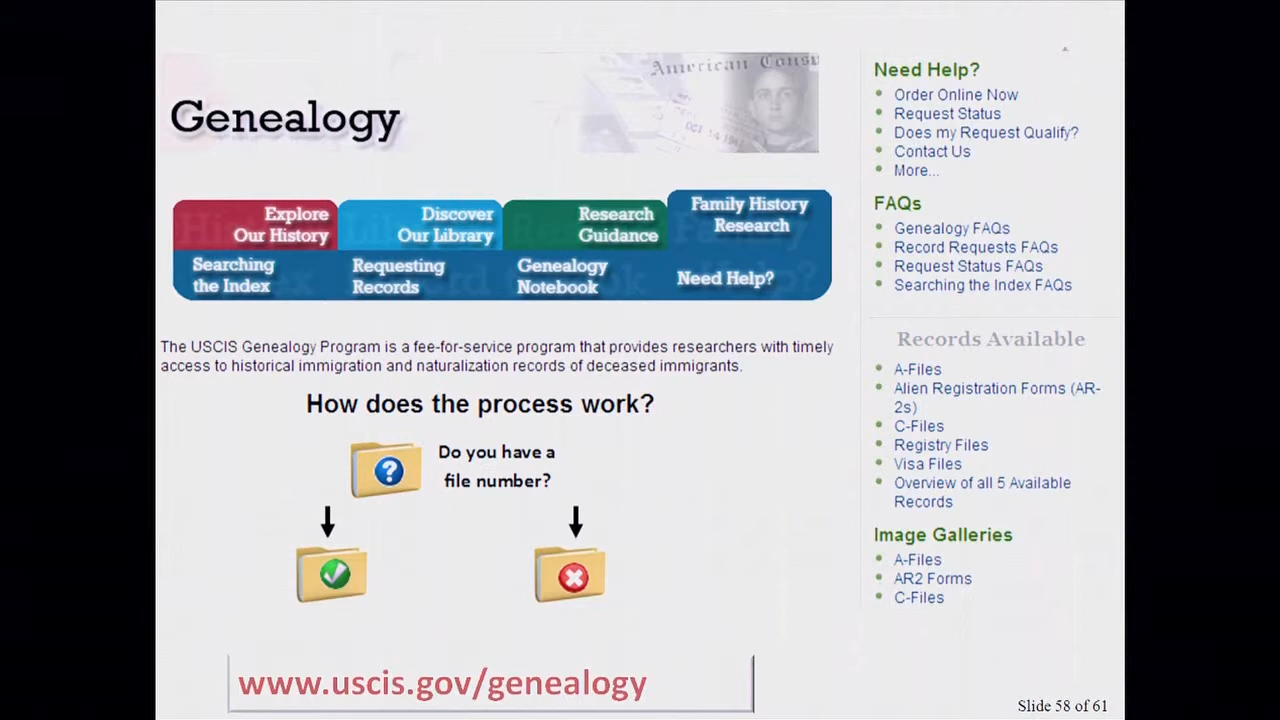 American Consu
OCT 14 19
Genealogy
Explore
Our History
Discover
Our Library
Research
Guidance
Family History
Research
Searching
the Index
Requesting
Records
Genealogy
Notebook
Need Help?
The USCIS Genealogy Program is a fee-for-service program that provides researchers with timely
access to historical immigration and naturalization records of deceased immigrants.
How does the process work?
Do you have a
file number?
www.uscis.gov/genealogy
Need Help?
Order Online Now
Request Status
Does my Request Qualify?
Contact Us
More...
FAQs
Genealogy FAQs
Record Requests FAQs
Request Status FAQs
Searching the Index FAQs
Records Available
A-Files
Alien Registration Forms (AR-
2s)
C-Files
Registry Files
Visa Files
Overview of all 5 Available
Records
Image Galleries
A-Files
AR2 Forms
C-Files
Slide 58 of 61